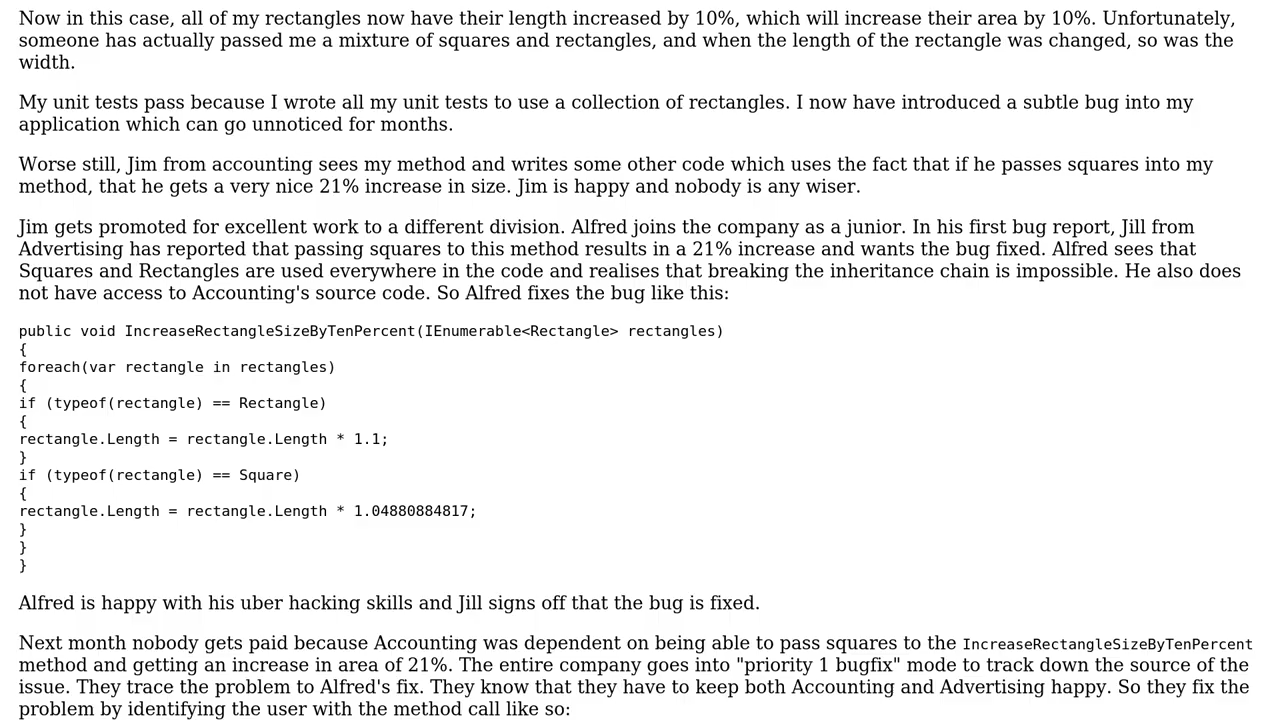 Now in this case, all of my rectangles now have their length increased by 10%, which will increase their area by 10%. Unfortunately,
someone has actually passed me a mixture of squares and rectangles, and when the length of the rectangle was changed, so was the
width.
My unit tests pass because I wrote all my unit tests to use a collection of rectangles. I now have introduced a subtle bug into my
application which can go unnoticed for months.
Worse still, Jim from accounting sees my method and writes some other code which uses the fact that if he passes squares into my
method, that he gets a very nice 21% increase in size. Jim is happy and nobody is any wiser.
Jim gets promoted for excellent work to a different division. Alfred joins the company as a junior. In his first bug report, Jill from
Advertising has reported that passing squares to this method results in a 21% increase and wants the bug fixed. Alfred sees that
Squares and Rectangles are used everywhere in the code and realises that breaking the inheritance chain is impossible. He also does
not have access to Accounting's source code. So Alfred fixes the bug like this:
public void IncreaseRectangleSizeByTenPercent(IEnumerable<Rectangle> rectangles)
{
foreach(var rectangle in rectangles)
{
if (typeof(rectangle) == Rectangle)
{
rectangle.Length = rectangle.Length * 1.1;
}
if (typeof(rectangle) == Square)
{
rectangle.Length = rectangle.Length * 1.04880884817;
}
}
}
Alfred is happy with his uber hacking skills and Jill signs off that the bug is fixed.
Next month nobody gets paid because Accounting was dependent on being able to pass squares to the IncreaseRectangleSizeByTenPercent
method and getting an increase in area of 21%. The entire company goes into "priority 1 bugfix" mode to track down the source of the
issue. They trace the problem to Alfred's fix. They know that they have to keep both Accounting and Advertising happy. So they fix the
problem by identifying the user with the method call like so: